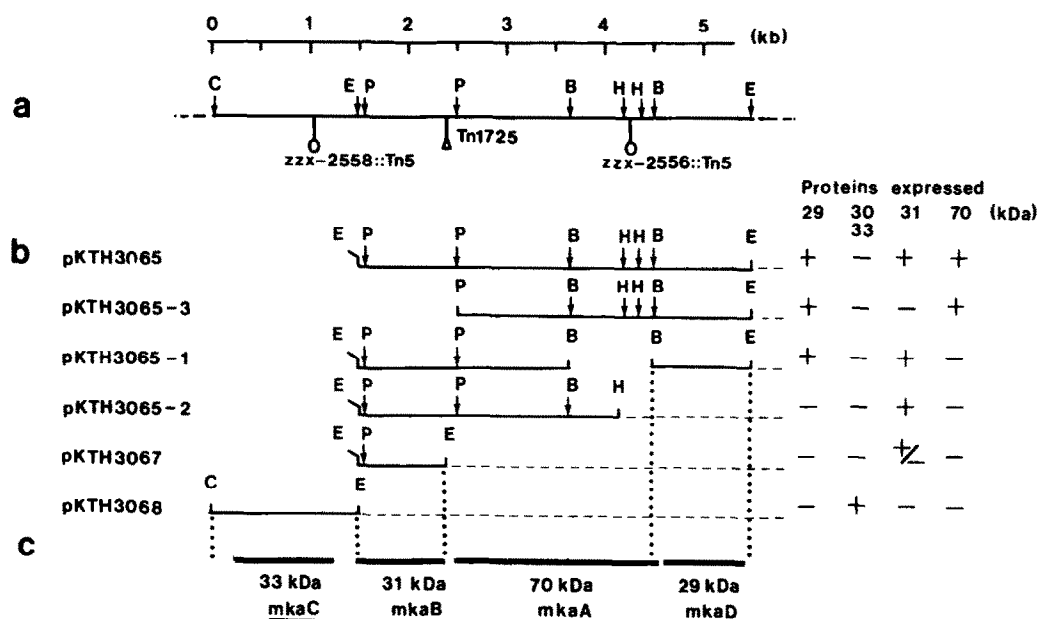 0 1 2 3 4 5 (kb)
C E P P B H H B E
a
Tn1725
zzx-2558::Tn5 zzx-2556::Tn5
Proteins expressed
29 30 31 70 (kDa)
33
b
E P P B H H B E
pKTH3065 + - + +
P B H H B E
pKTH3065-3 + - - +
E P P B B E
pKTH3065-1 + - + -
E P P B H
pKTH3065-2 - - + -
E P E
pKTH3067 - - +/- -
C E
pKTH3068 - + - -
c
33 kDa 31 kDa 70 kDa 29 kDa
mkaC mkaB mkaA mkaD